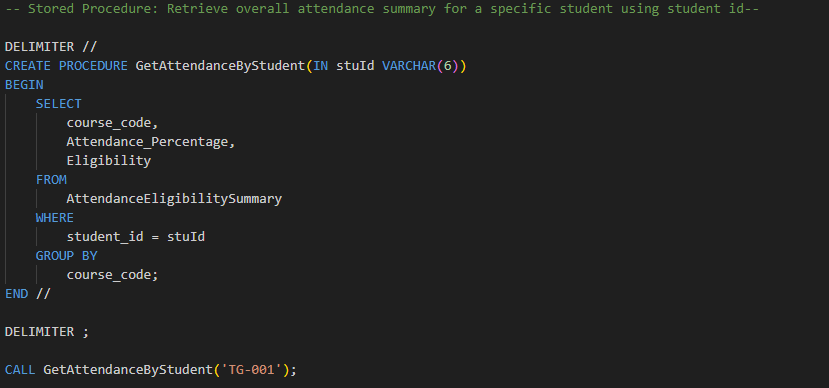 -- Stored Procedure: Retrieve overall attendance summary for a specific student using student id--
DELIMITER //
CREATE PROCEDURE GetAttendanceByStudent(IN stuId VARCHAR(6))
BEGIN
SELECT
course_code,
Attendance_Percentage,
Eligibility
FROM
AttendanceEligibilitySummary
WHERE
student_id = stuId
GROUP BY
course_code;
END //
DELIMITER ;
CALL GetAttendanceByStudent('TG-001');